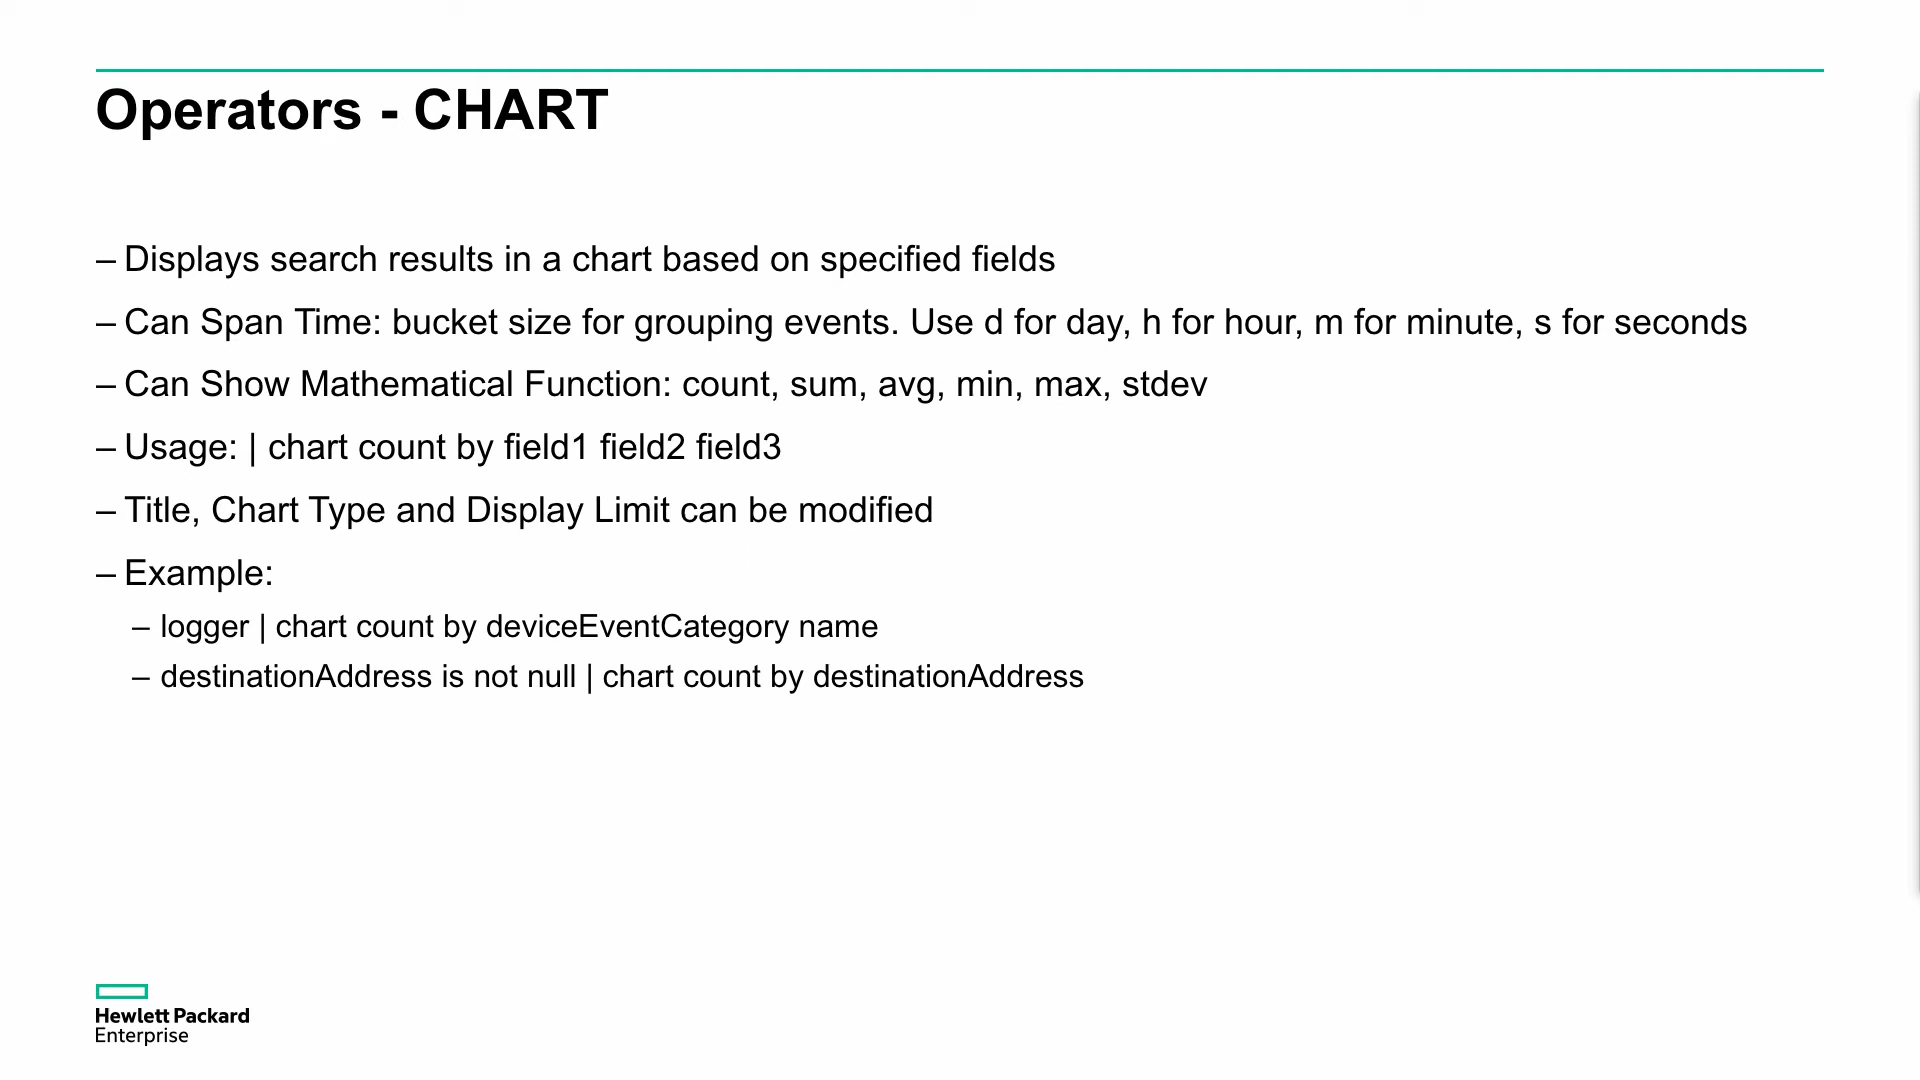 Operators - CHART
– Displays search results in a chart based on specified fields
– Can Span Time: bucket size for grouping events. Use d for day, h for hour, m for minute, s for seconds
– Can Show Mathematical Function: count, sum, avg, min, max, stdev
– Usage: | chart count by field1 field2 field3
– Title, Chart Type and Display Limit can be modified
– Example:
– logger | chart count by deviceEventCategory name
– destinationAddress is not null | chart count by destinationAddress
Hewlett Packard
Enterprise